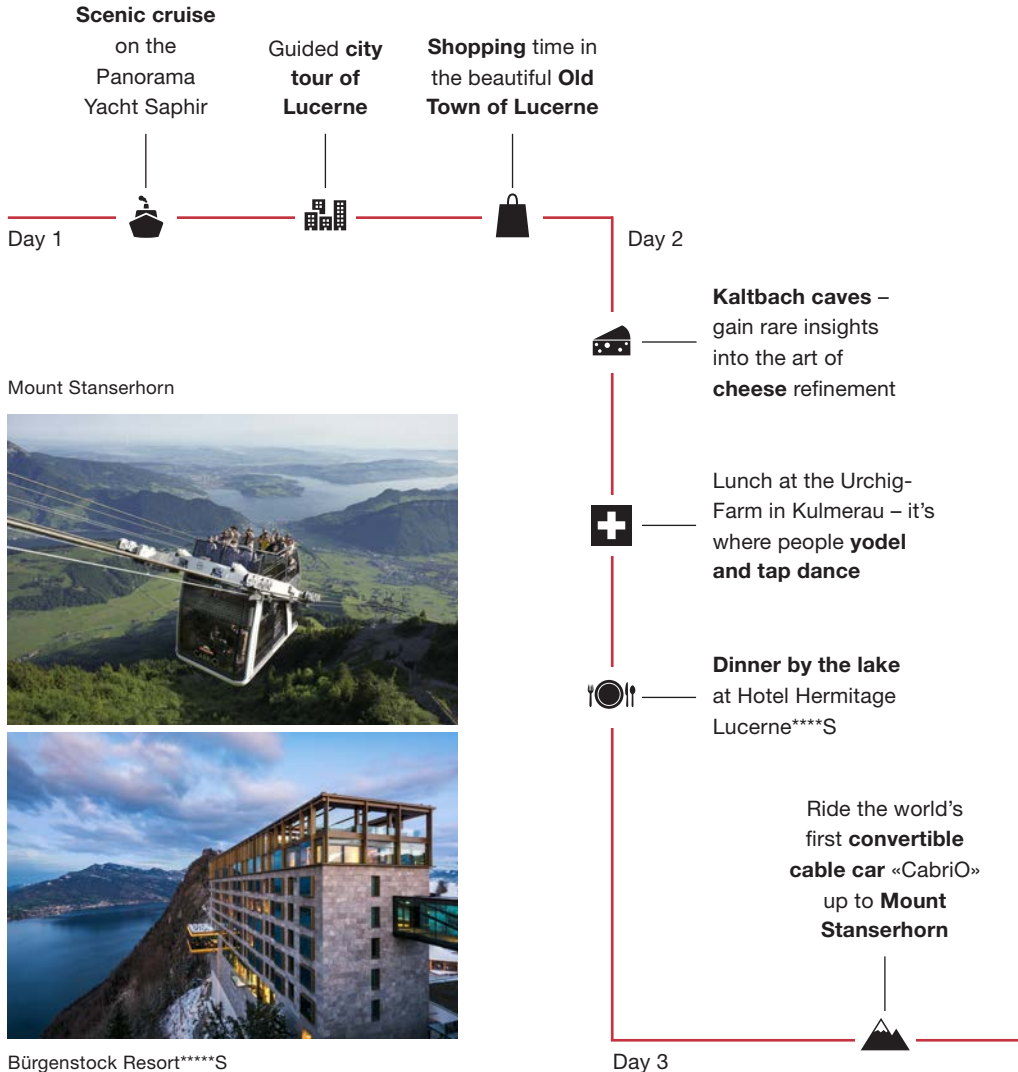 Scenic cruise
on the
Panorama
Yacht Saphir
Guided city
tour of
Lucerne
Shopping time in
the beautiful Old
Town of Lucerne
Day 1
Day 2
Kaltbach caves –
gain rare insights
into the art of
cheese refinement
Mount Stanserhorn
Lunch at the Urchig-
Farm in Kulmerau – it's
where people yodel
and tap dance
Dinner by the lake
at Hotel Hermitage
Lucerne****S
Ride the world's
first convertible
cable car «CabriO»
up to Mount
Stanserhorn
Bürgenstock Resort*****S
Day 3